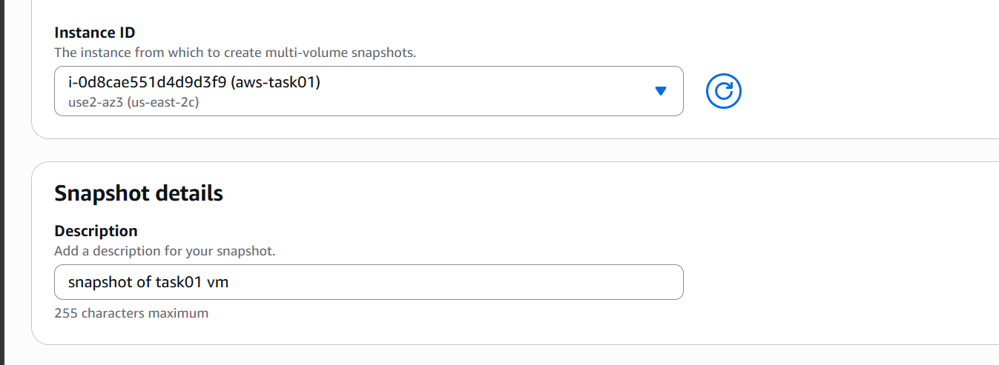 Instance ID
The instance from which to create multi-volume snapshots.
i-0d8cae551d4d9d3f9 (aws-task01)
use2-az3 (us-east-2c)
Snapshot details
Description
Add a description for your snapshot.
snapshot of task01 vm
255 characters maximum